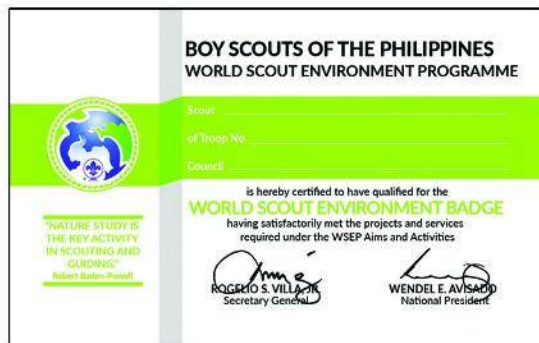 BOY SCOUTS OF THE PHILIPPINES
WORLD SCOUT ENVIRONMENT PROGRAMME
Scout
of Troop No.
Council
is hereby certified to have qualified for the
WORLD SCOUT ENVIRONMENT BADGE
having satisfactorily met the projects and services
required under the WSEP Aims and Activities
"NATURE STUDY IS
THE KEY ACTIVITY
IN SCOUTING AND
GUIDING."
Robert Baden-Powell
ROGELIO S. VILLA, JR.
Secretary General
WENDEL E. AVISADO
National President